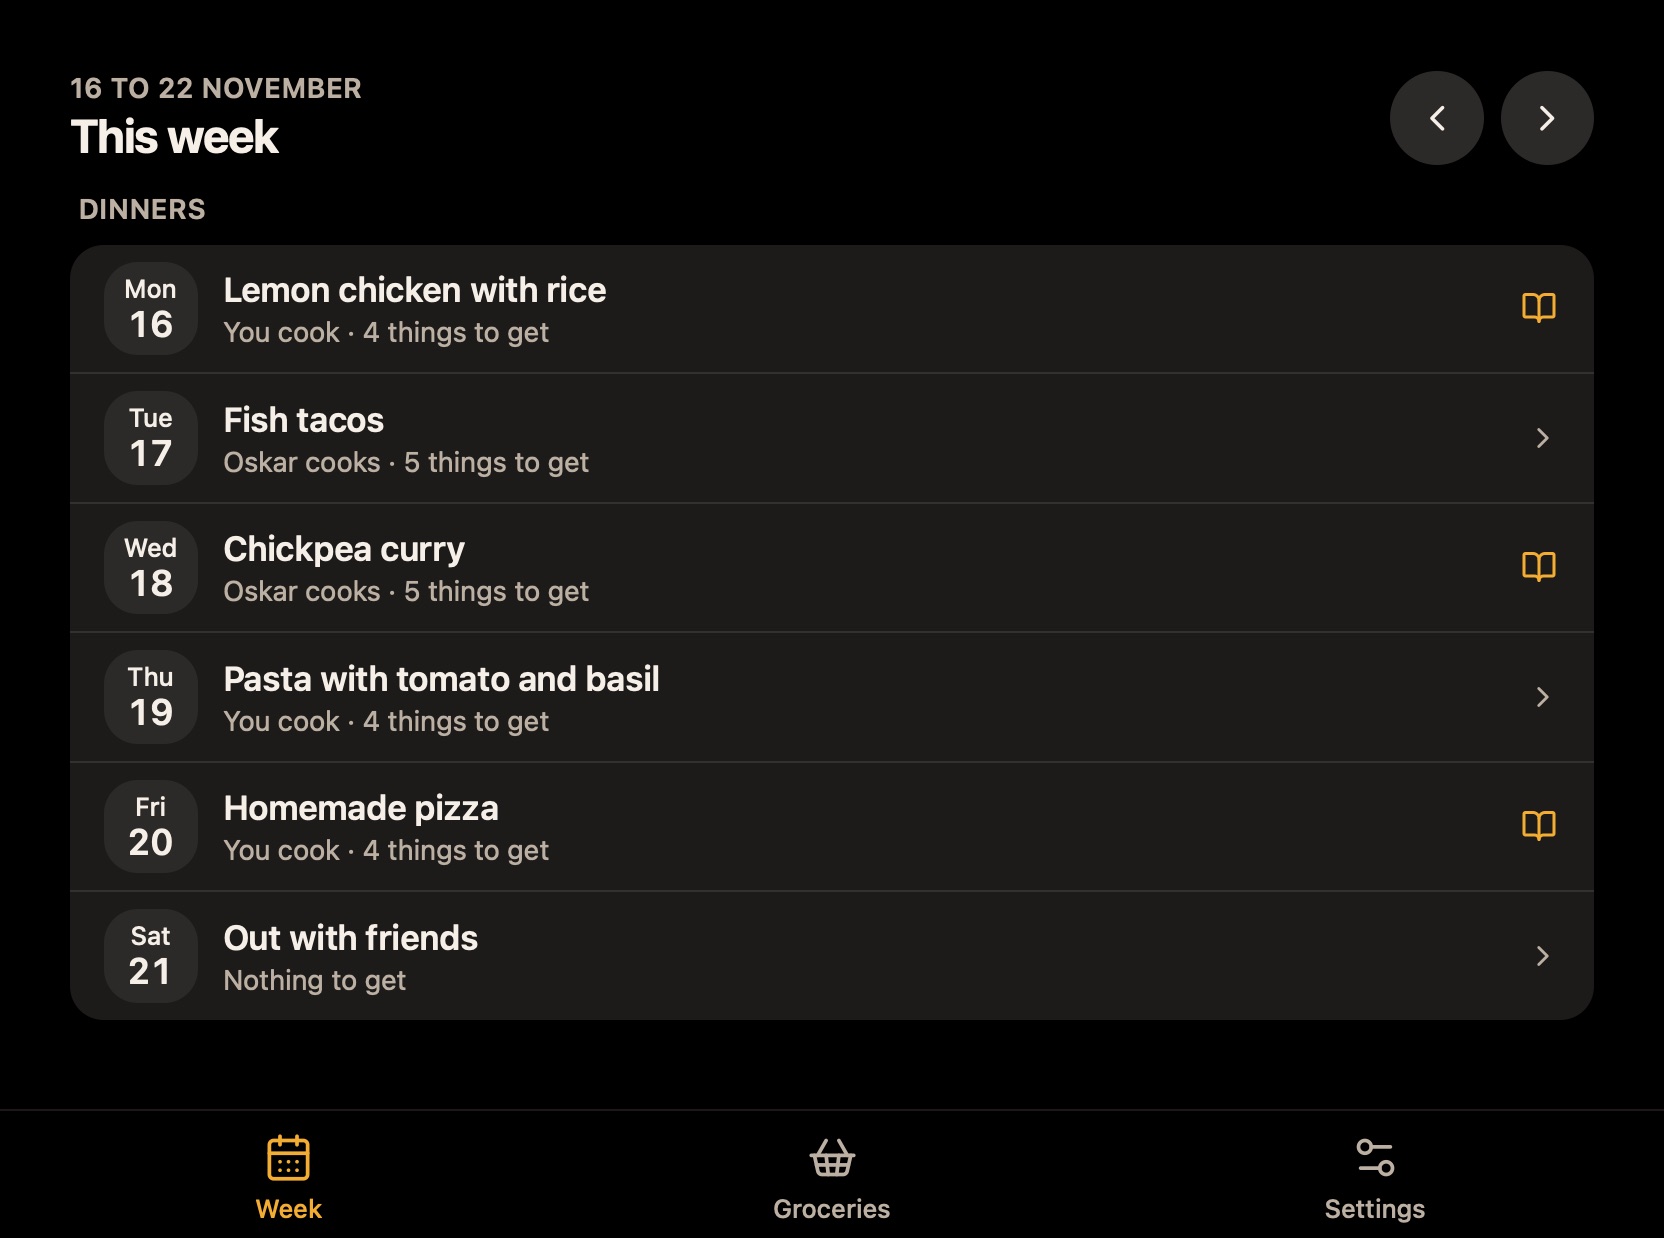 16 TO 22 NOVEMBER
This week
DINNERS
Mon
16
Lemon chicken with rice
You cook · 4 things to get
Tue
17
Fish tacos
Oskar cooks · 5 things to get
Wed
18
Chickpea curry
Oskar cooks · 5 things to get
Thu
19
Pasta with tomato and basil
You cook · 4 things to get
Fri
20
Homemade pizza
You cook · 4 things to get
Sat
21
Out with friends
Nothing to get
Week
Groceries
Settings